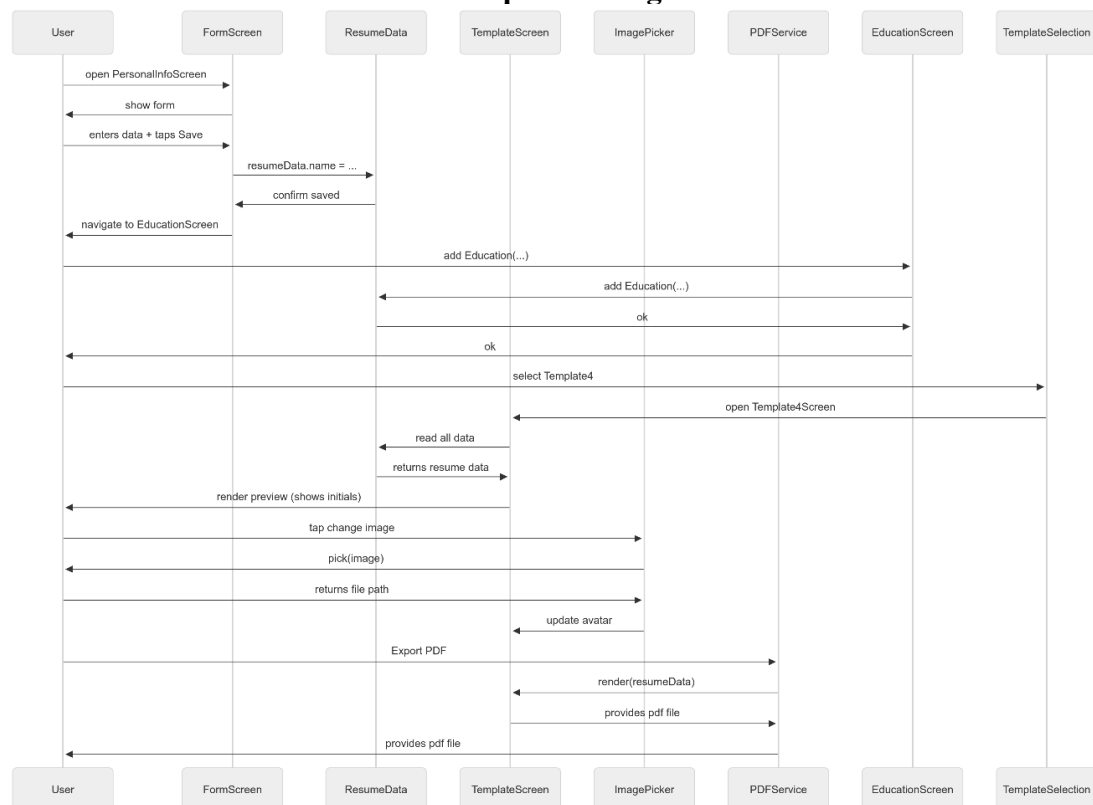 User FormScreen ResumeData TemplateScreen ImagePicker PDFService EducationScreen TemplateSelection
open PersonalInfoScreen
show form
enters data + taps Save
resumeData.name = ...
confirm saved
navigate to EducationScreen
add Education(...)
add Education(...)
ok
ok
select Template4
open Template4Screen
read all data
returns resume data
render preview (shows initials)
tap change image
pick(image)
returns file path
update avatar
Export PDF
render(resumeData)
provides pdf file
provides pdf file
User FormScreen ResumeData TemplateScreen ImagePicker PDFService EducationScreen TemplateSelection